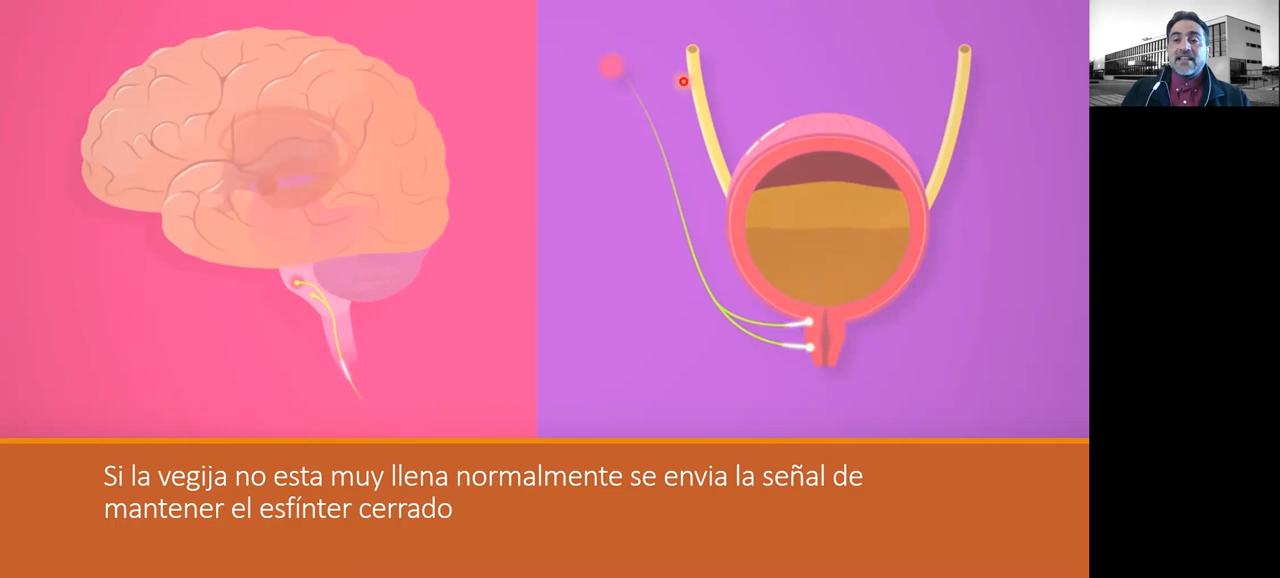 Si la vegija no esta muy llena normalmente se envia la señal de
mantener el esfínter cerrado